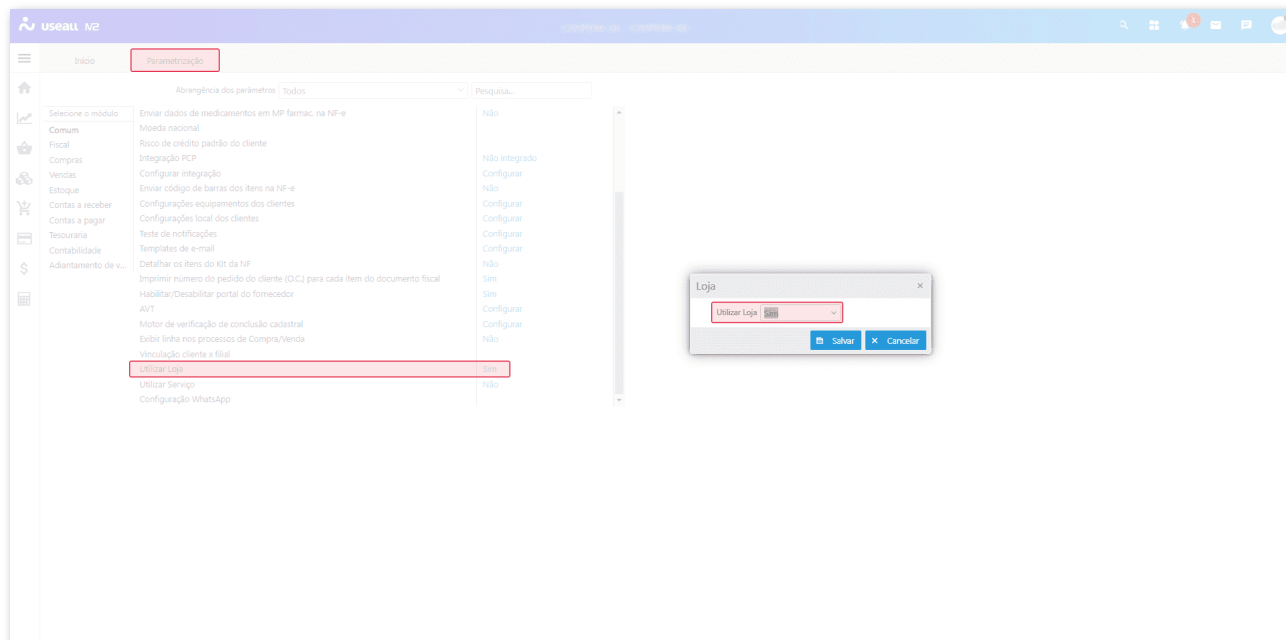 useall M2
5
Início Parametrização
Abrangência dos parâmetros Todos Pesquisa...
Selecione o módulo
Comum
Fiscal
Compras
Vendas
Estoque
Contas a receber
Contas a pagar
Tesouraria
Contabilidade
Adiantamento de v...
Enviar dados de medicamentos em MP farmac. na NF-e Não
Moeda nacional
Risco de crédito padrão do cliente
Integração PCP Não integrado
Configurar integração Configurar
Enviar código de barras dos itens na NF-e Não
Configurações equipamentos dos clientes Configurar
Configurações local dos clientes Configurar
Teste de notificações Configurar
Templates de e-mail Configurar
Detalhar os itens do Kit da NF Não
Imprimir número do pedido do cliente (O.C.) para cada item do documento fiscal Sim
Habilitar/Desabilitar portal do fornecedor Sim
AVT Configurar
Motor de verificação de conclusão cadastral Configurar
Exibir linha nos processos de Compra/Venda Não
Vinculação cliente x filial
Utilizar Loja Sim
Utilizar Serviço Não
Configuração WhatsApp
Loja ×
Utilizar Loja Sim
Salvar × Cancelar